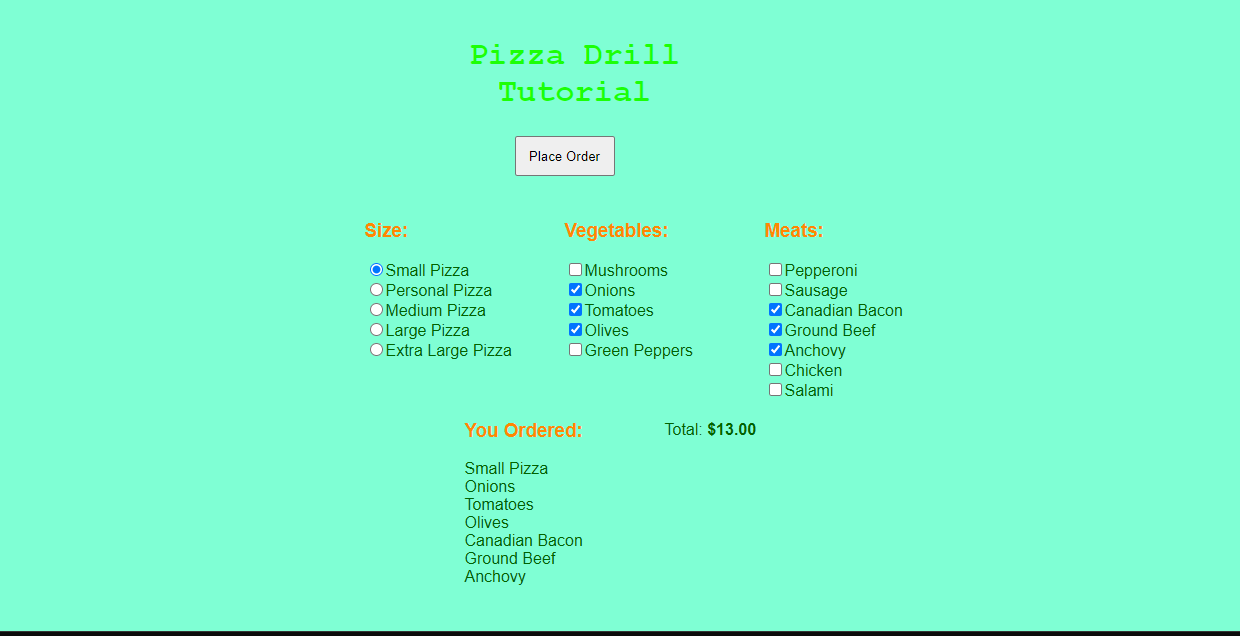 Pizza Drill
Tutorial
Place Order
Size:
Small Pizza
Personal Pizza
Medium Pizza
Large Pizza
Extra Large Pizza
Vegetables:
Mushrooms
Onions
Tomatoes
Olives
Green Peppers
Meats:
Pepperoni
Sausage
Canadian Bacon
Ground Beef
Anchovy
Chicken
Salami
You Ordered:
Small Pizza
Onions
Tomatoes
Olives
Canadian Bacon
Ground Beef
Anchovy
Total: $13.00